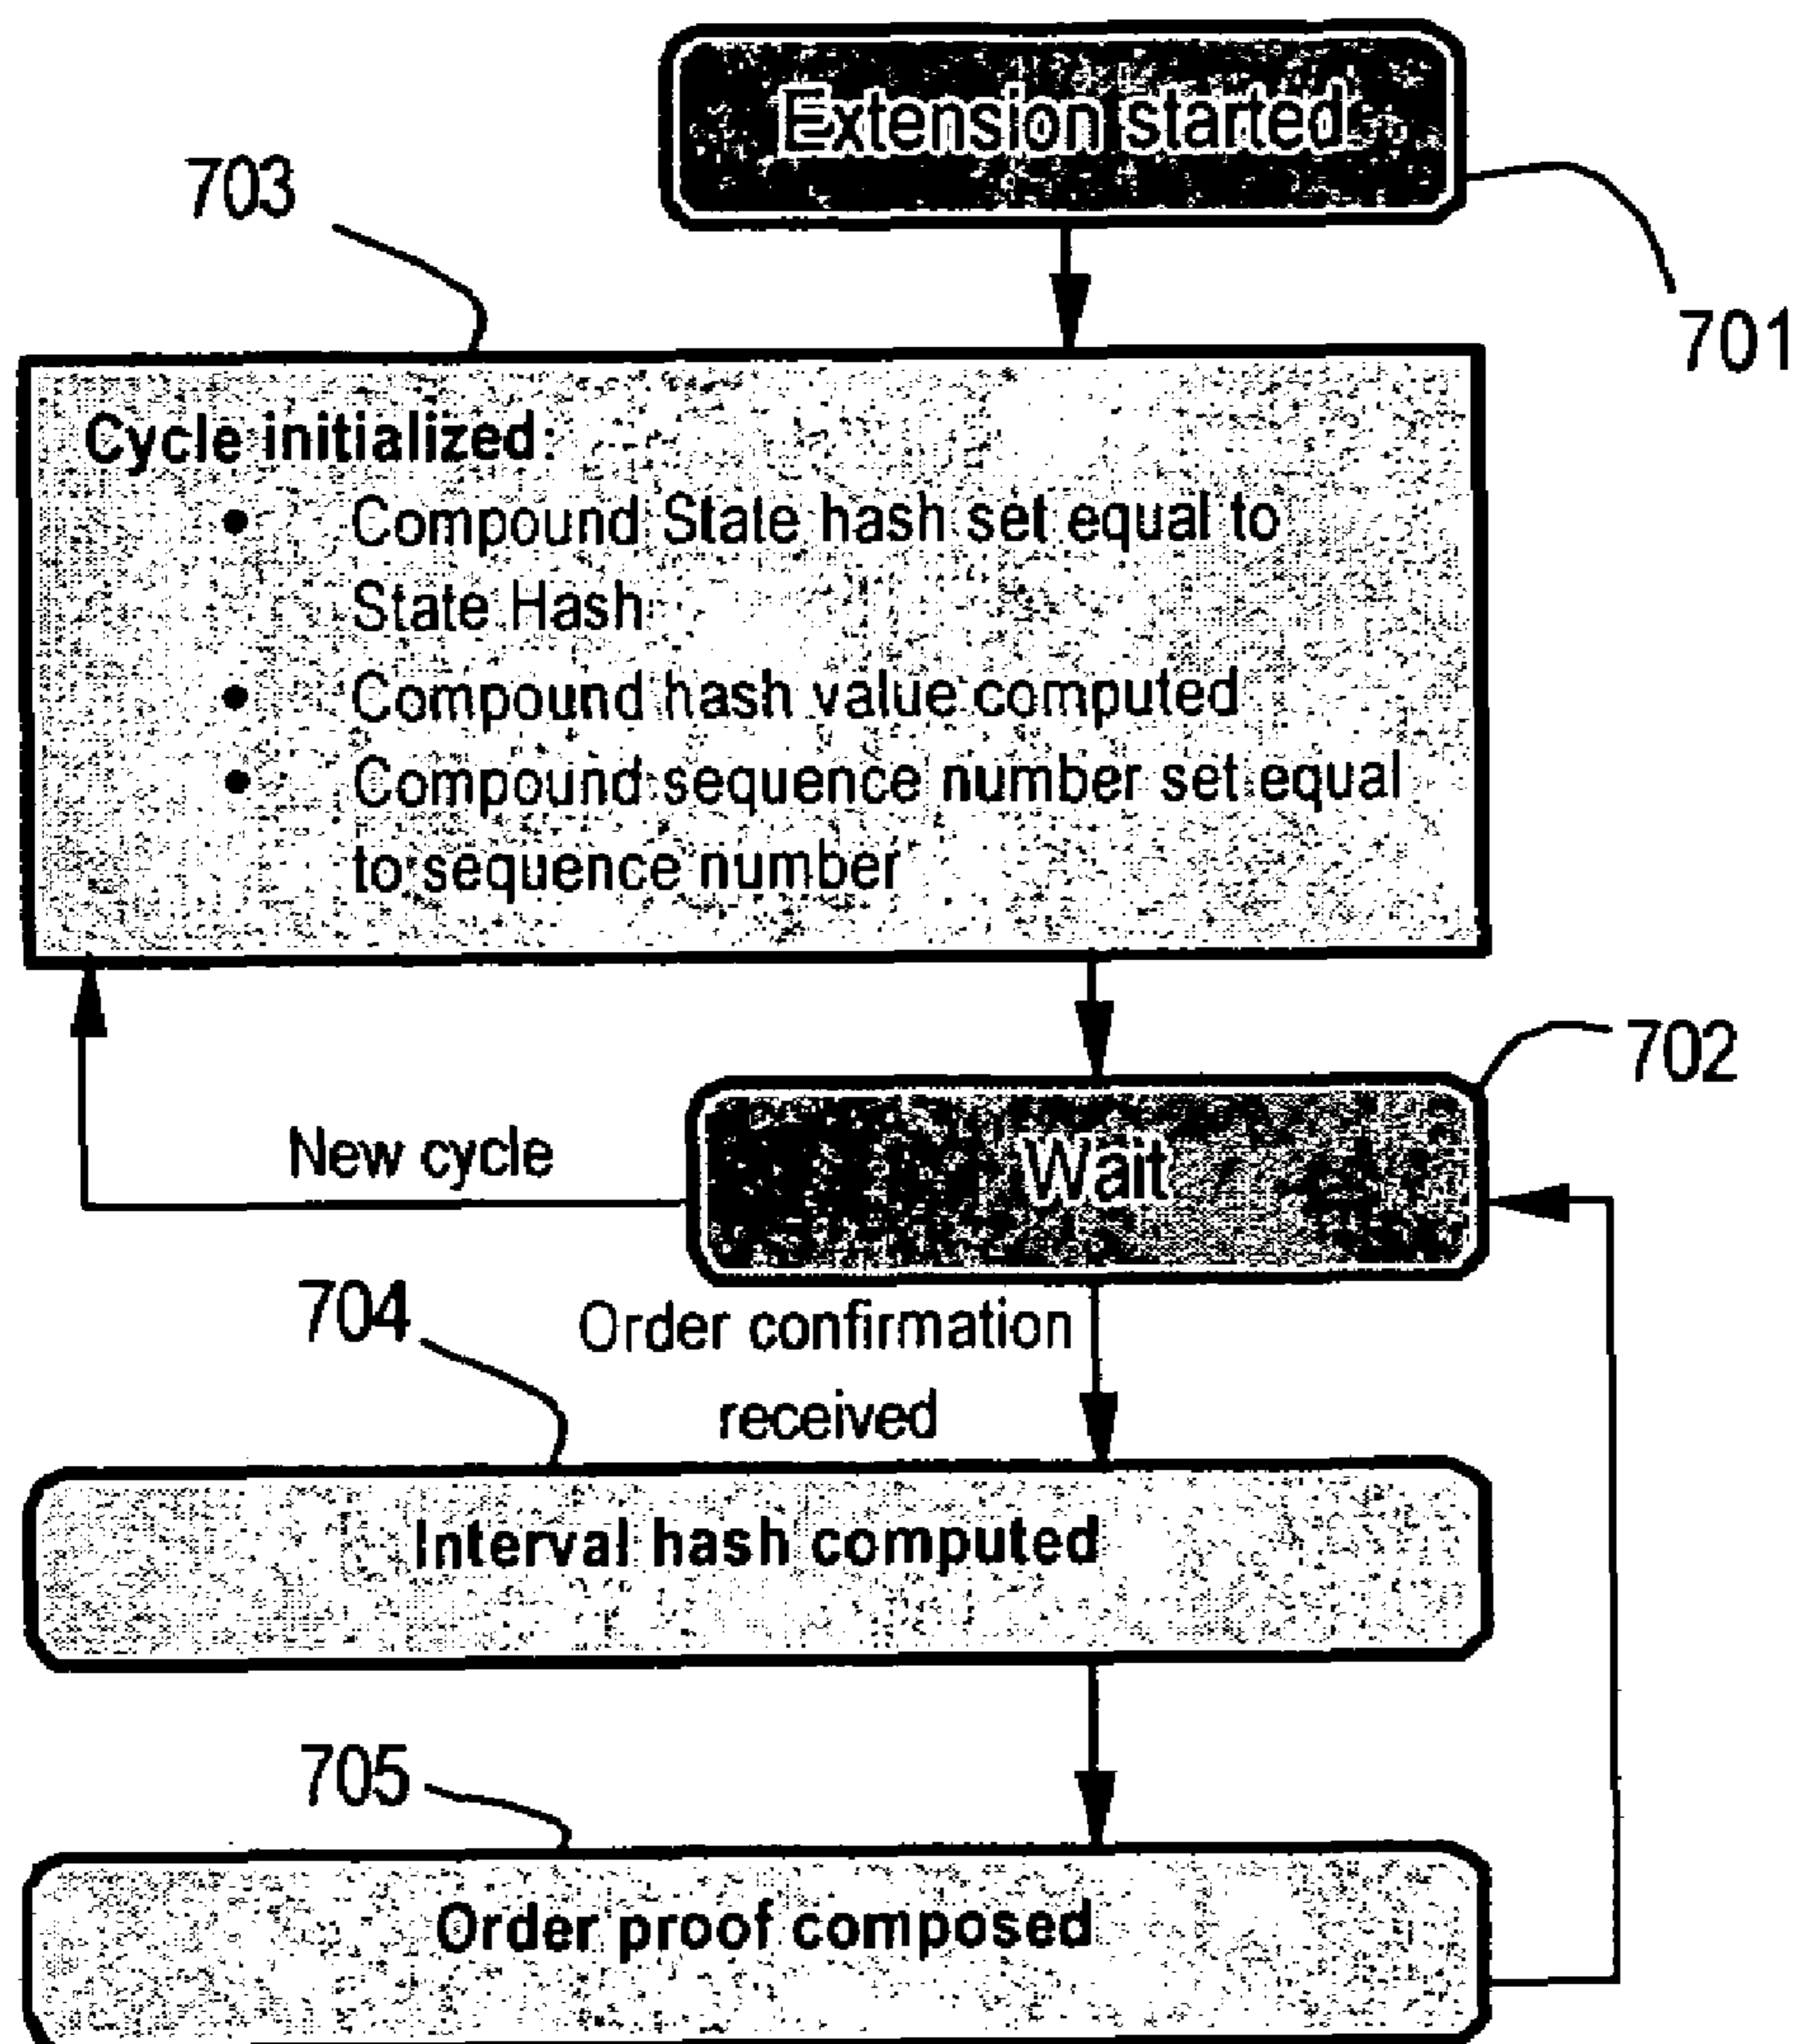 Extension started
703
701
Cycle initialized:
• Compound State hash set equal to
State Hash
• Compound hash value computed
• Compound sequence number set equal
to sequence number
702
Wait
New cycle
704
Order confirmation
received
Interval hash computed
705
Order proof composed